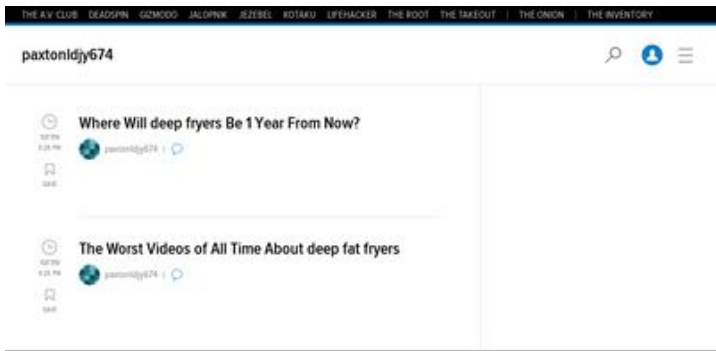 THE A.V. CLUB DEADSPIN GIZMODO JALOPNIK JEZEBEL KOTAKU LIFEHACKER THE ROOT THE TAKEOUT | THE ONION | THE INVENTORY
paxtonldjy674
Where Will deep fryers Be 1 Year From Now?
paxtonldjy674 |
The Worst Videos of All Time About deep fat fryers
paxtonldjy674 |